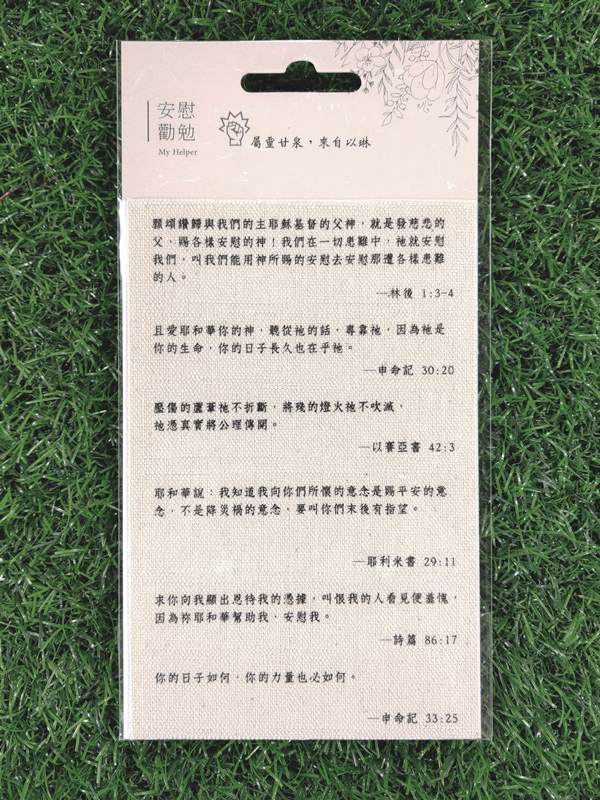 安慰
勸勉
My Helper
屬靈甘泉，來自以琳
願頌讚歸與我們的主耶穌基督的父神，就是發慈悲的
父，賜各樣安慰的神！我們在一切患難中，祂就安慰
我們，叫我們能用神所賜的安慰去安慰那遭各樣患難
的人。
—林後 1:3-4
且愛耶和華你的神，聽從祂的話，專靠祂，因為祂是
你的生命，你的日子長久也在乎祂。
—申命記 30:20
壓傷的蘆葦祂不折斷，將殘的燈火祂不吹滅，
祂憑真實將公理傳開。
—以賽亞書 42:3
耶和華說：我知道我向你們所懷的意念是賜平安的意
念，不是降災禍的意念，要叫你們末後有指望。
—耶利米書 29:11
求你向我顯出恩待我的憑據，叫恨我的人看見便羞愧，
因為祢耶和華幫助我，安慰我。
—詩篇 86:17
你的日子如何，你的力量也必如何。
—申命記 33:25